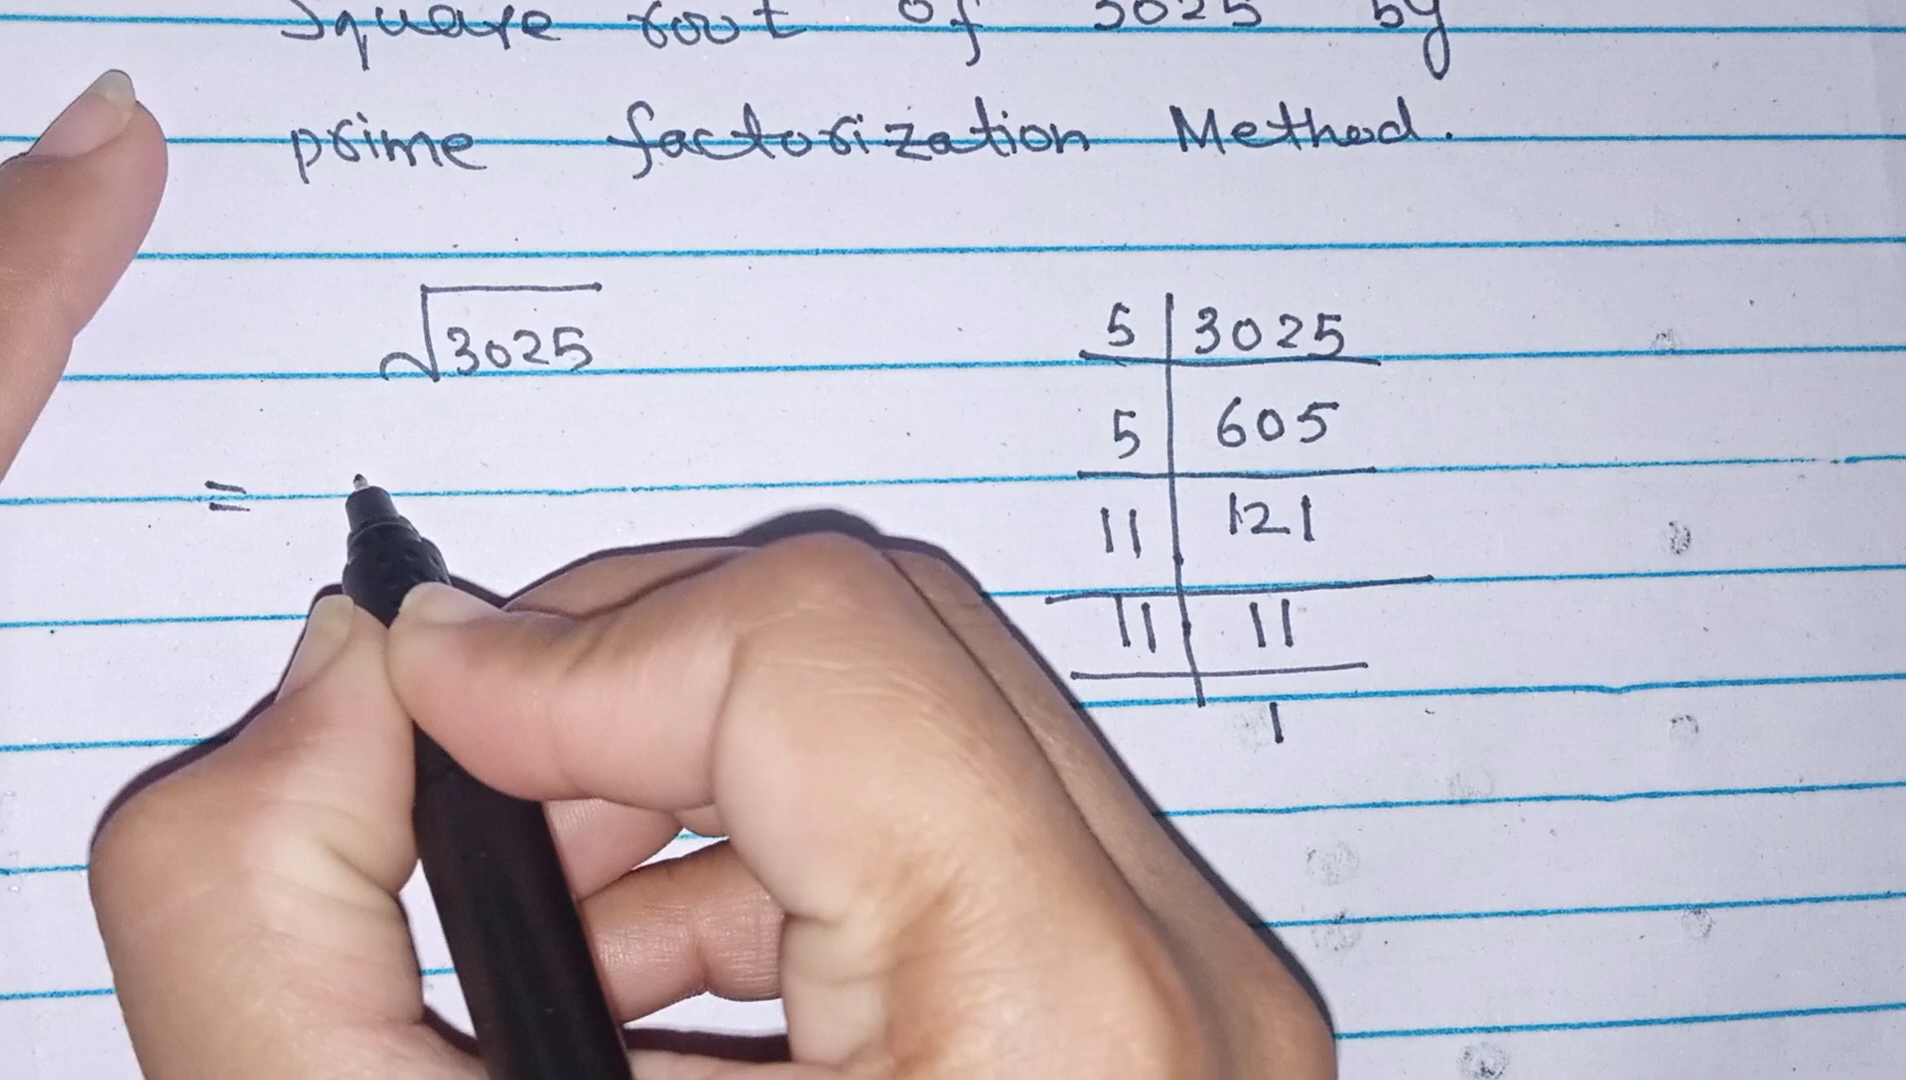 Square root of 3025 by
prime factorization Method.
√3025
=
5 | 3025
5 | 605
11 | 121
11 | 11
1